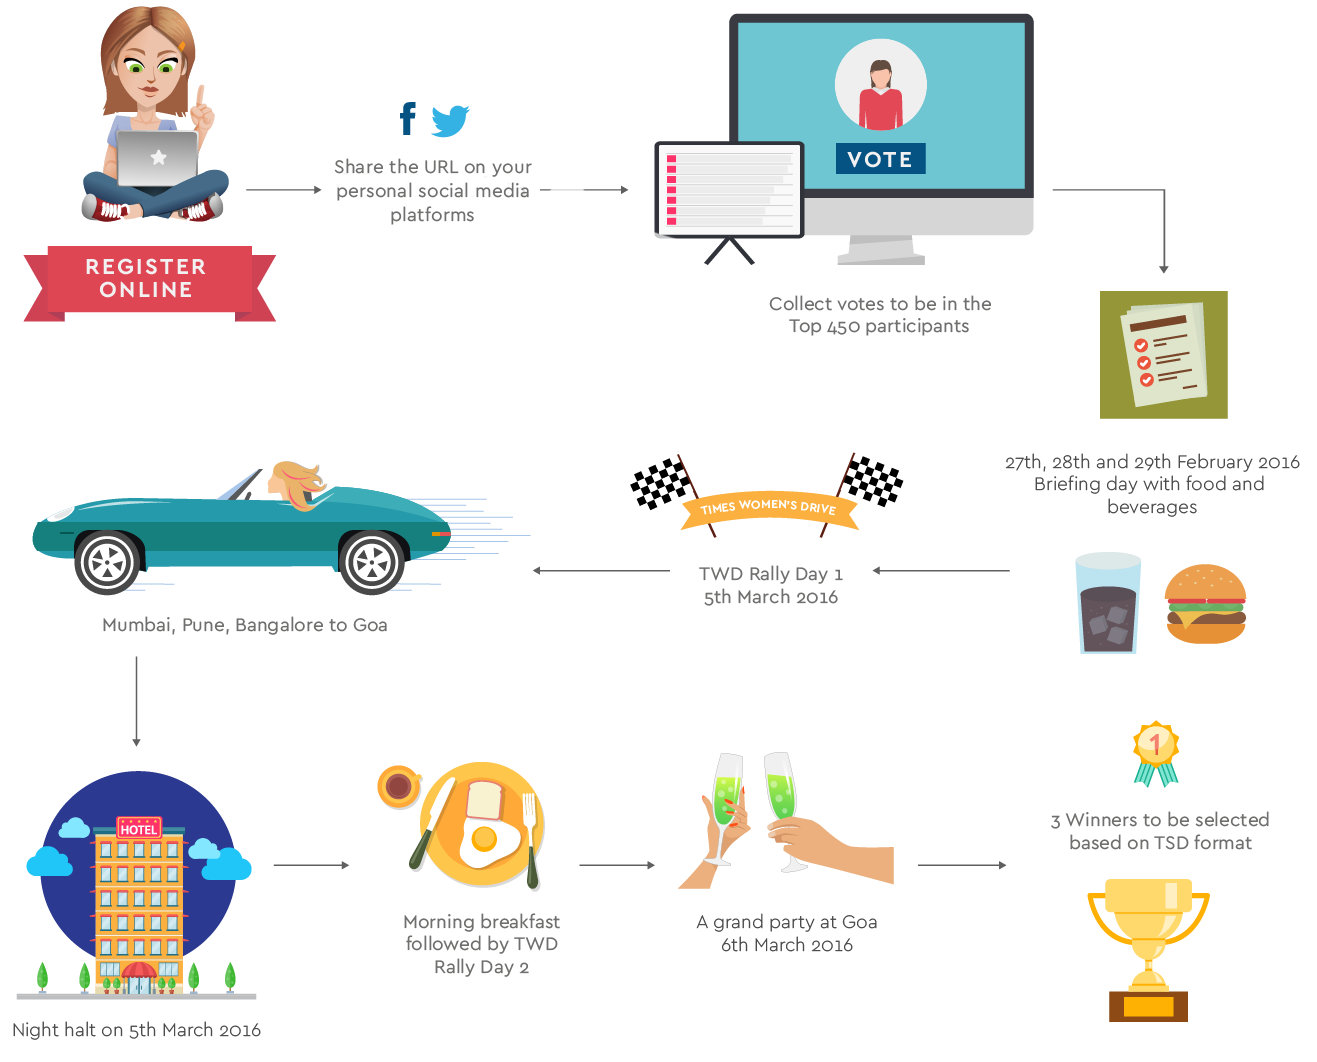 REGISTER
ONLINE
Share the URL on your
personal social media
platforms
VOTE
Collect votes to be in the
Top 450 participants
27th, 28th and 29th February 2016
Briefing day with food and
beverages
TIMES WOMEN'S DRIVE
TWD Rally Day 1
5th March 2016
Mumbai, Pune, Bangalore to Goa
HOTEL
Night halt on 5th March 2016
Morning breakfast
followed by TWD
Rally Day 2
A grand party at Goa
6th March 2016
1
3 Winners to be selected
based on TSD format